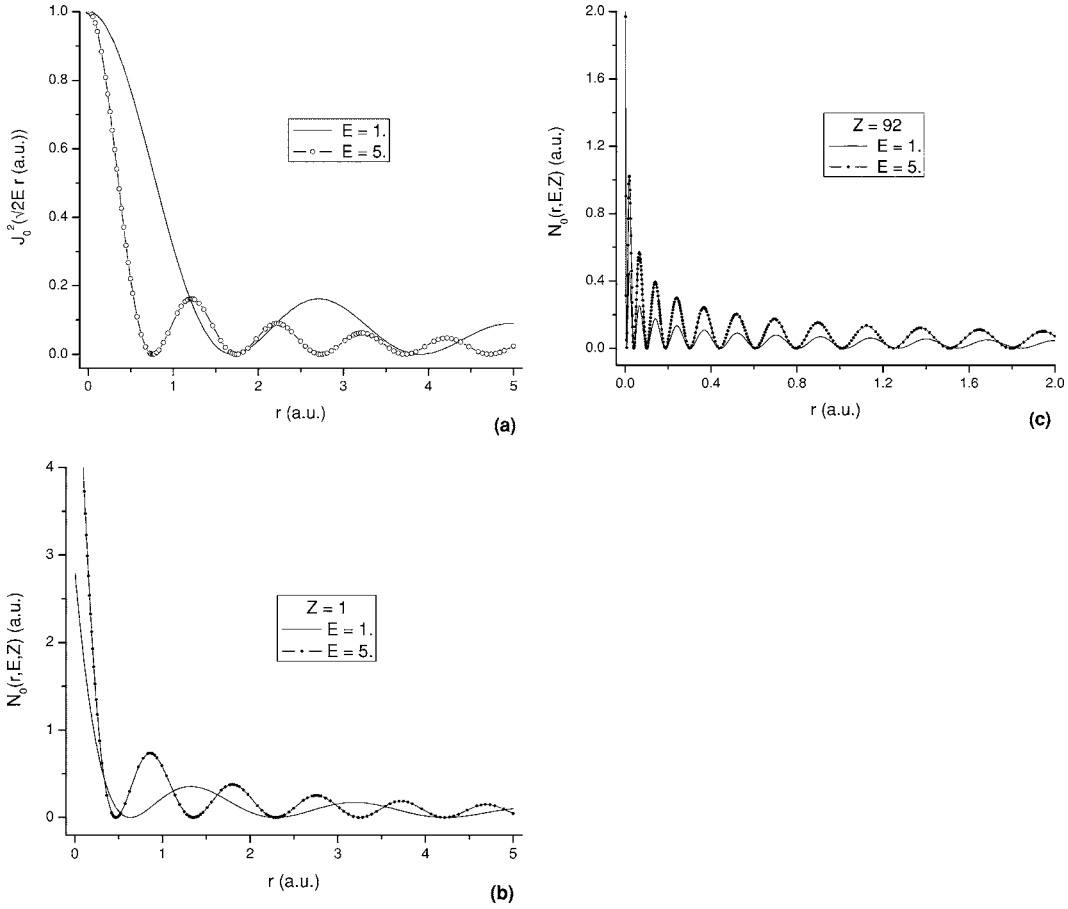 1.0
0.8
0.6
0.4
0.2
0.0
J₀²(√2E r (a.u.))
E = 1.
E = 5.
0 1 2 3 4 5
r (a.u.)
(a)
2.0
1.6
1.2
0.8
0.4
0.0
N₀(r,E,Z) (a.u.)
Z = 92
E = 1.
E = 5.
0.0 0.4 0.8 1.2 1.6 2.0
r (a.u.)
(c)
4
3
2
1
0
N₀(r,E,Z) (a.u.)
Z = 1
E = 1.
E = 5.
0 1 2 3 4 5
r (a.u.)
(b)